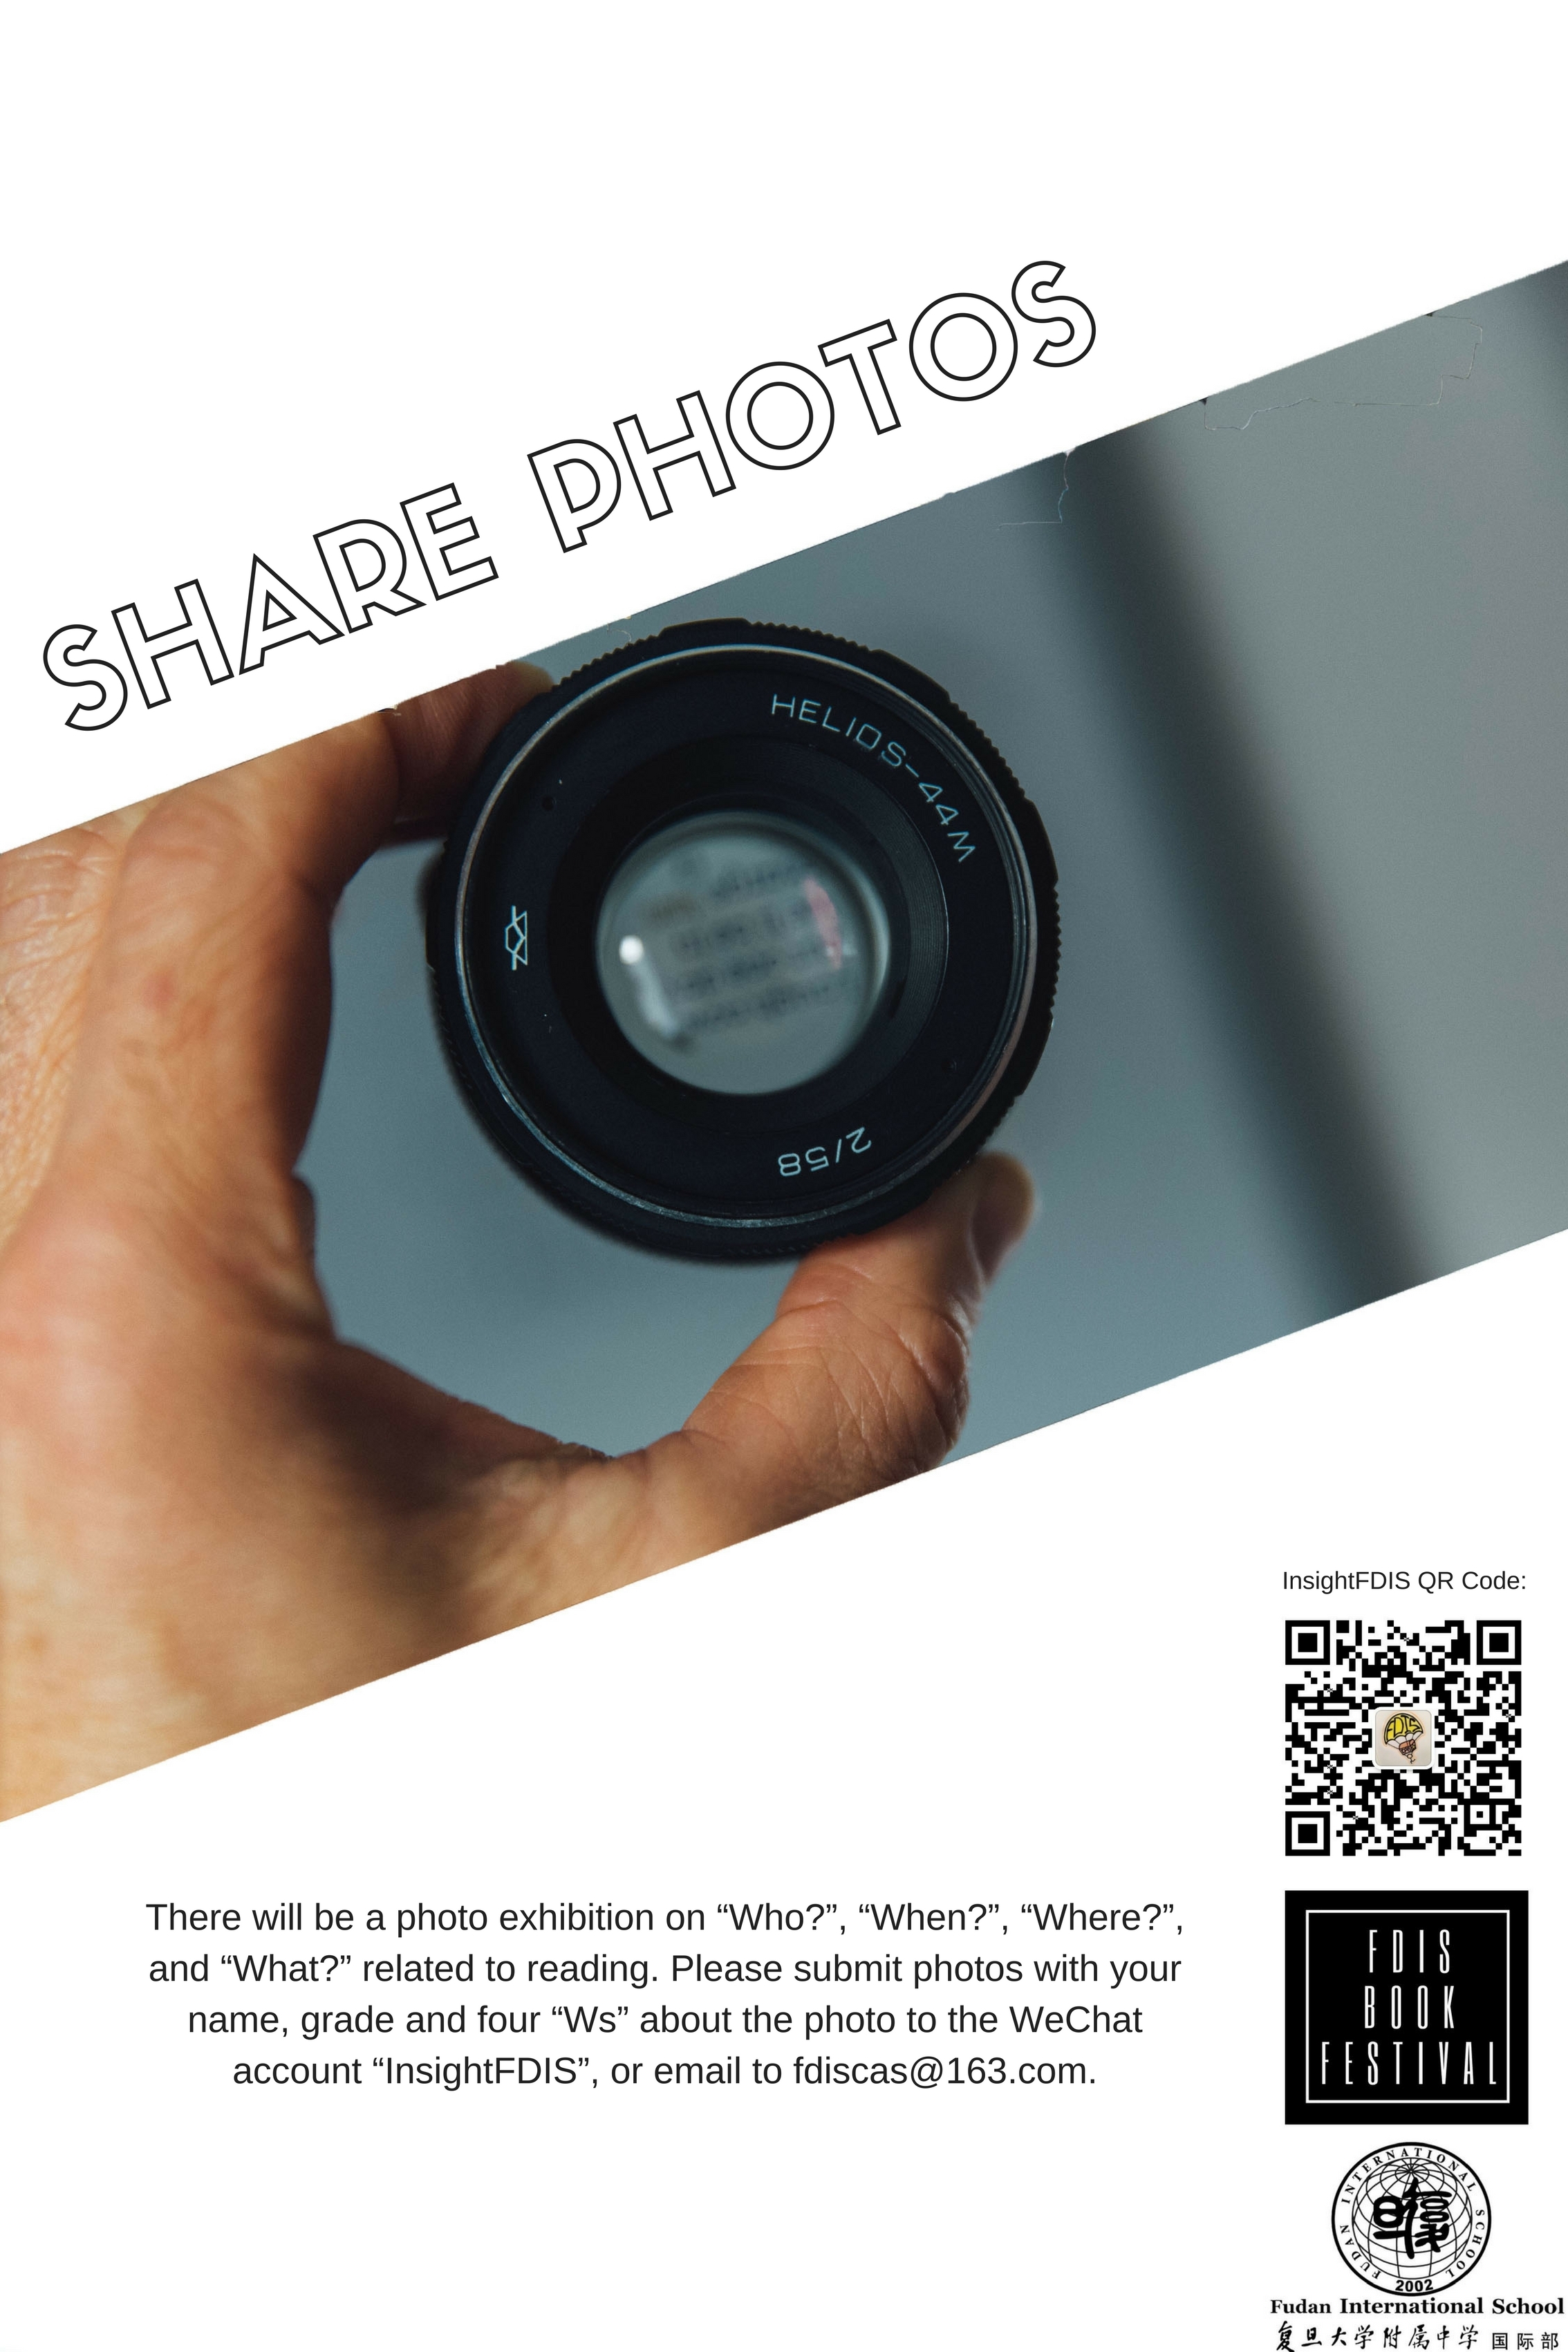 SHARE PHOTOS
HELIOS-44M
2/58
InsightFDIS QR Code:
FDIS
There will be a photo exhibition on “Who?”, “When?”, “Where?”,
and “What?” related to reading. Please submit photos with your
name, grade and four “Ws” about the photo to the WeChat
account “InsightFDIS”, or email to fdiscas@163.com.
FDIS
BOOK
FESTIVAL
FUDAN INTERNATIONAL SCHOOL
2002
Fudan International School
复旦大学附属中学 国际部